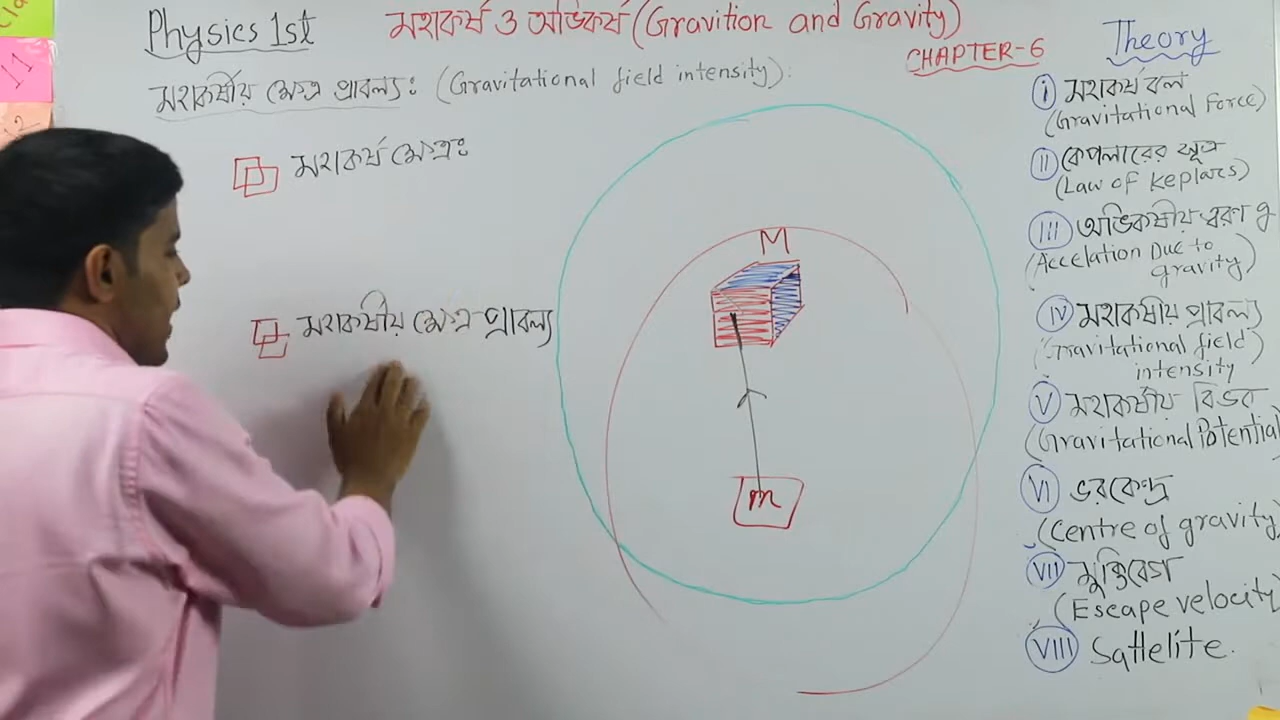 Physics 1st
মহাকর্ষ ও অভিকর্ষ (Gravition and Gravity)
CHAPTER-6
মহাকর্ষীয় ক্ষেত্র প্রাবল্যঃ (Gravitational field intensity):
মহাকর্ষ ক্ষেত্রঃ
মহাকর্ষীয় ক্ষেত্র প্রাবল্য
M
m
Theory
i মহাকর্ষ বল
(Gravitational Force)
II কেপলারের সূত্র
(Law of Keplars)
III অভিকর্ষীয় ত্বরণ g
(Accelation Due to
gravity)
IV মহাকর্ষীয় প্রাবল্য
(Gravitational field)
intensity
V মহাকর্ষীয় বিভব
(Gravitational Potential)
VI ভরকেন্দ্র
(Centre of gravity)
VII মুক্তিবেগ
(Escape velocity)
VIII Sattelite.
11